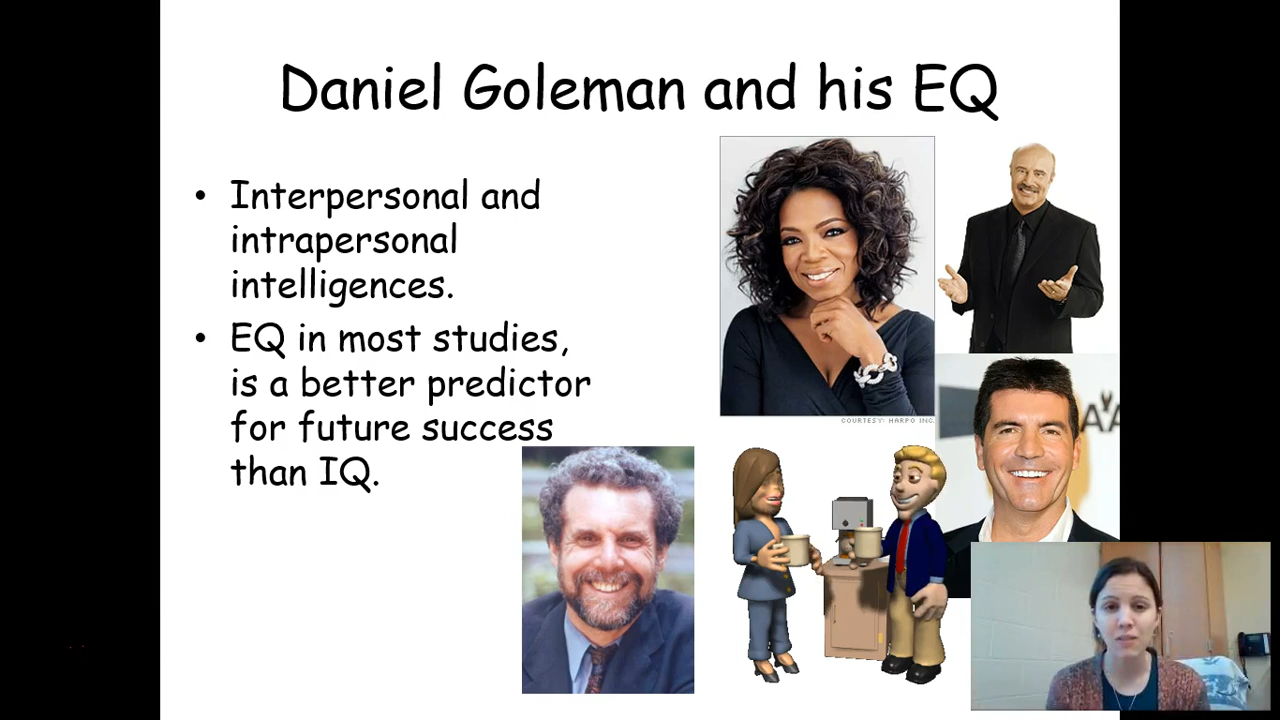 Daniel Goleman and his EQ
• Interpersonal and
intrapersonal
intelligences.
• EQ in most studies,
is a better predictor
for future success
than IQ.
COURTESY: HARPO INC.